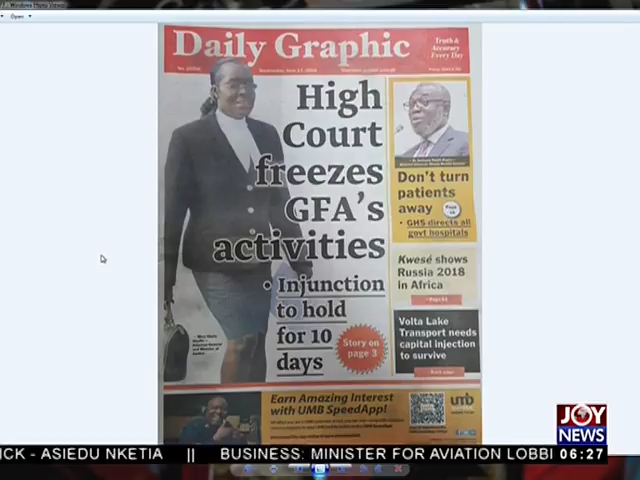 Open
Daily Graphic
Truth &
Accuracy
Every Day
High
Court
freezes
GFA's
activities
• Injunction
to hold
for 10
days
Story on
page 3
Don't turn
patients
away
• GHS directs all
govt hospitals
Kwesé shows
Russia 2018
in Africa
Volta Lake
Transport needs
capital injection
to survive
Earn Amazing Interest
with UMB SpeedApp!
umb
JOY
NEWS
ICK - ASIEDU NKETIA || BUSINESS: MINISTER FOR AVIATION LOBBI
06:27